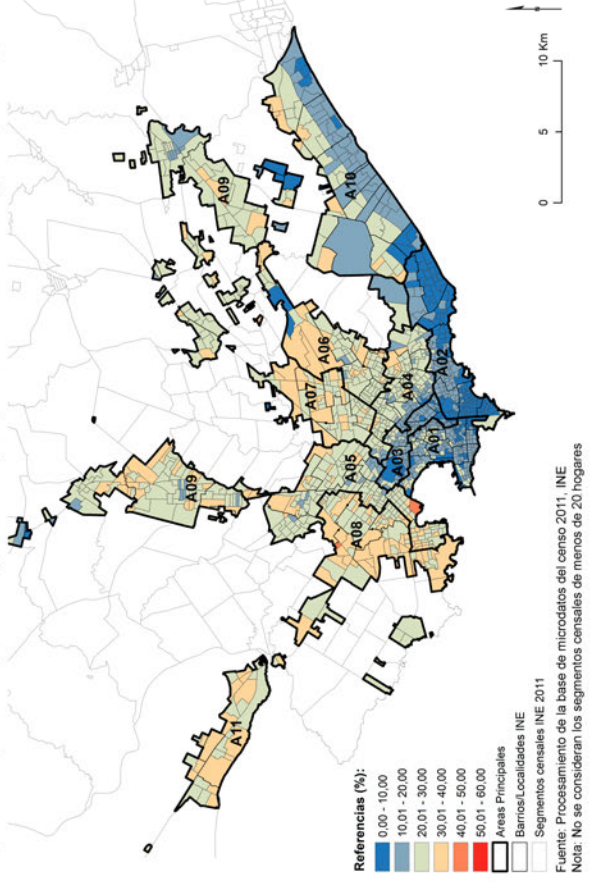 A09
A10
A09
A06
A07
A04
A02
A01
A03
A05
A08
A11
0
5
10 Km
Referencias (%):
0,00 - 10,00
10,01 - 20,00
20,01 - 30,00
30,01 - 40,00
40,01 - 50,00
50,01 - 60,00
Areas Principales
Barrios/Localidades INE
Segmentos censales INE 2011
Fuente: Procesamiento de la base de microdatos del censo 2011, INE
Nota: No se consideran los segmentos censales de menos de 20 hogares